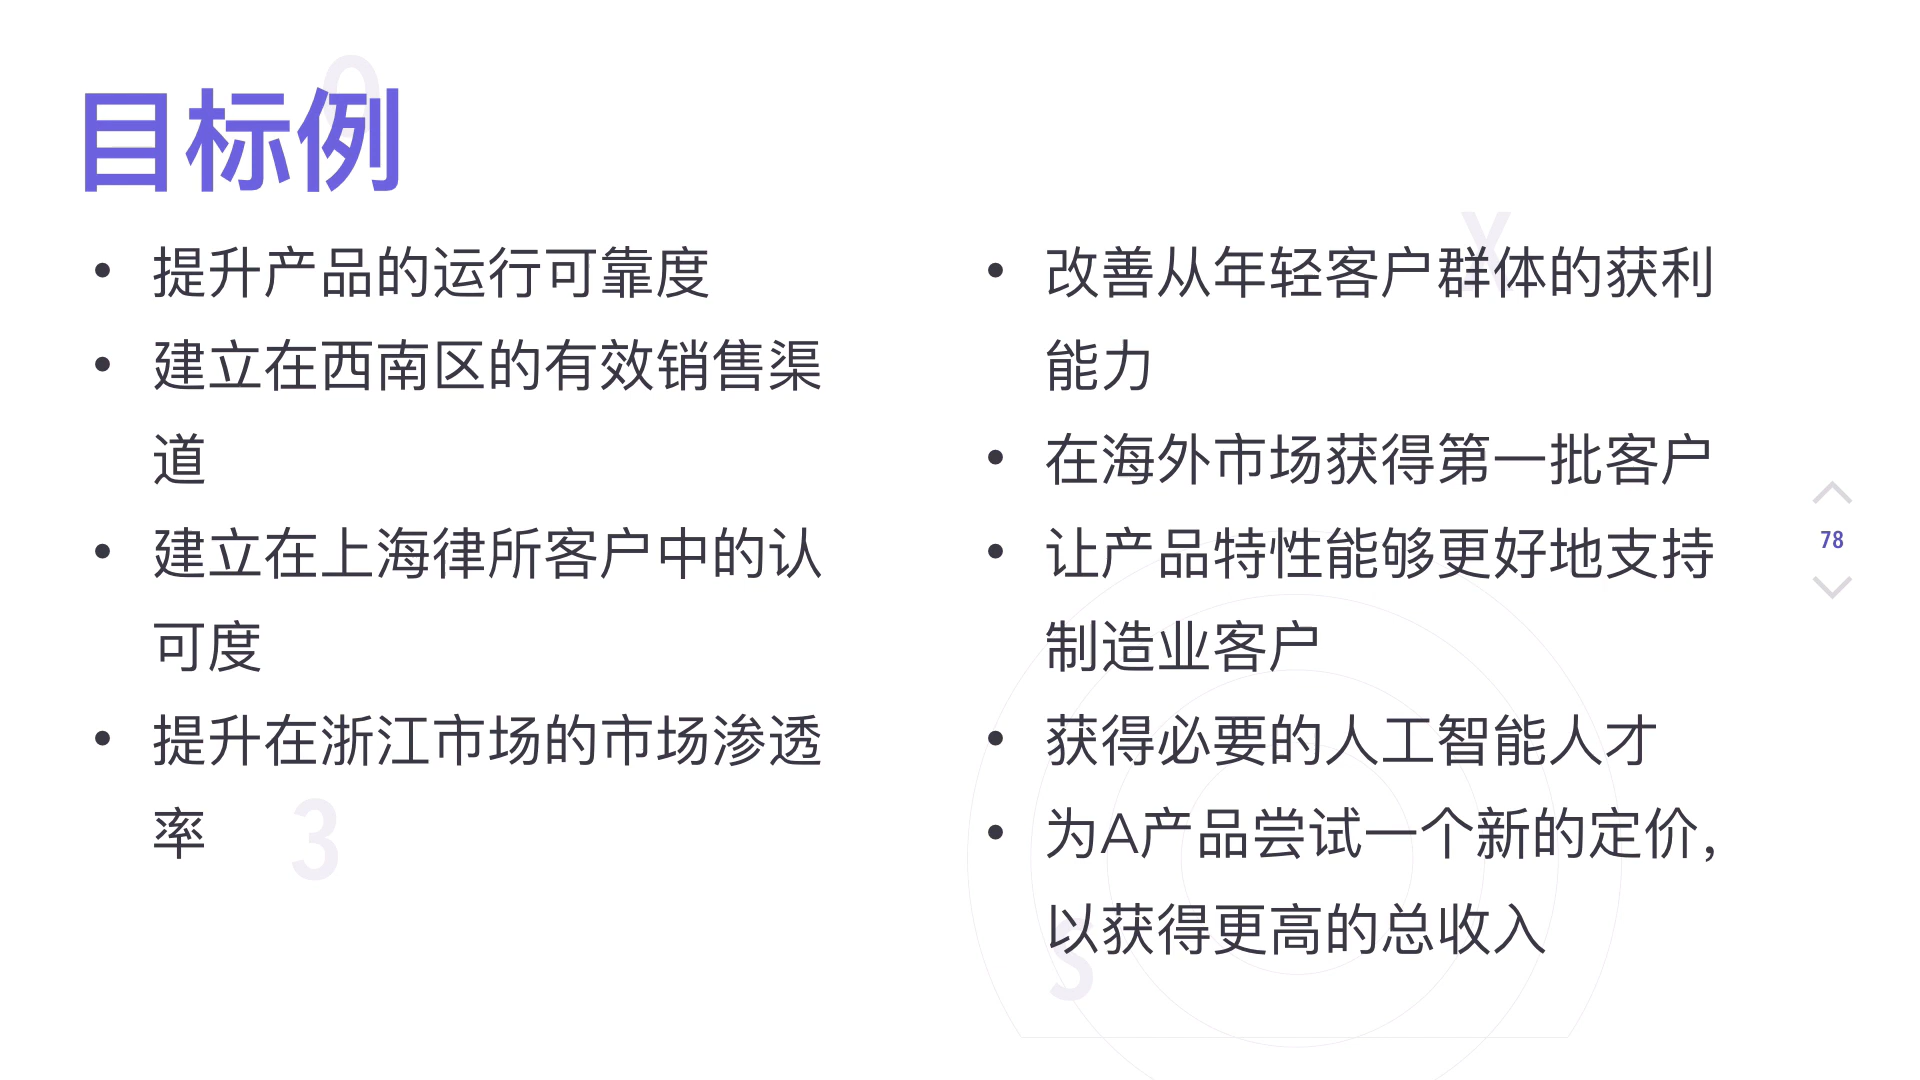 目标例
• 提升产品的运行可靠度
• 建立在西南区的有效销售渠
道
• 建立在上海律所客户中的认
可度
• 提升在浙江市场的市场渗透
率
• 改善从年轻客户群体的获利
能力
• 在海外市场获得第一批客户
• 让产品特性能够更好地支持
制造业客户
• 获得必要的人工智能人才
• 为A产品尝试一个新的定价,
以获得更高的总收入
78
0
X
3
S